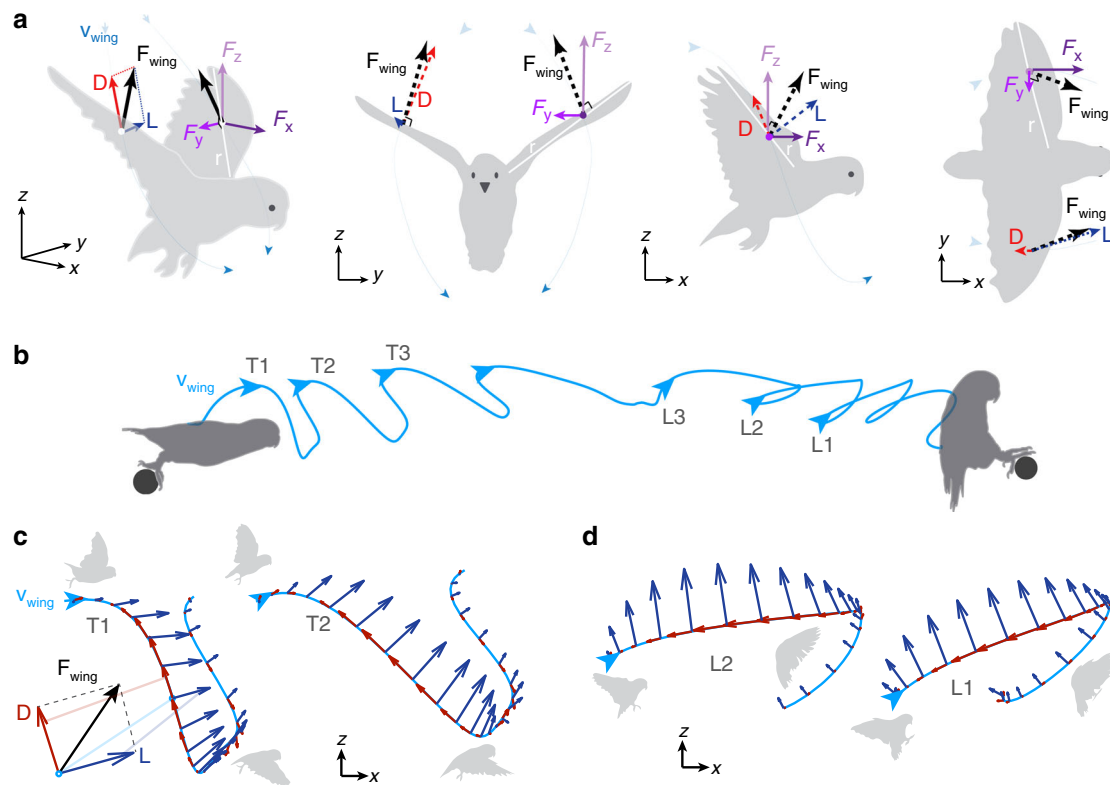 a
v_wing
F_wing
D
L
F_z
F_y
F_x
r
z
y
x
F_wing
D
L
F_wing
F_z
F_y
r
z
y
F_z
F_wing
D
L
F_x
r
z
x
F_x
F_y
F_wing
F_wing
D
L
y
x
b
v_wing
T1
T2
T3
L3
L2
L1
c
v_wing
T1
T2
F_wing
D
L
z
x
d
L2
L1
z
x